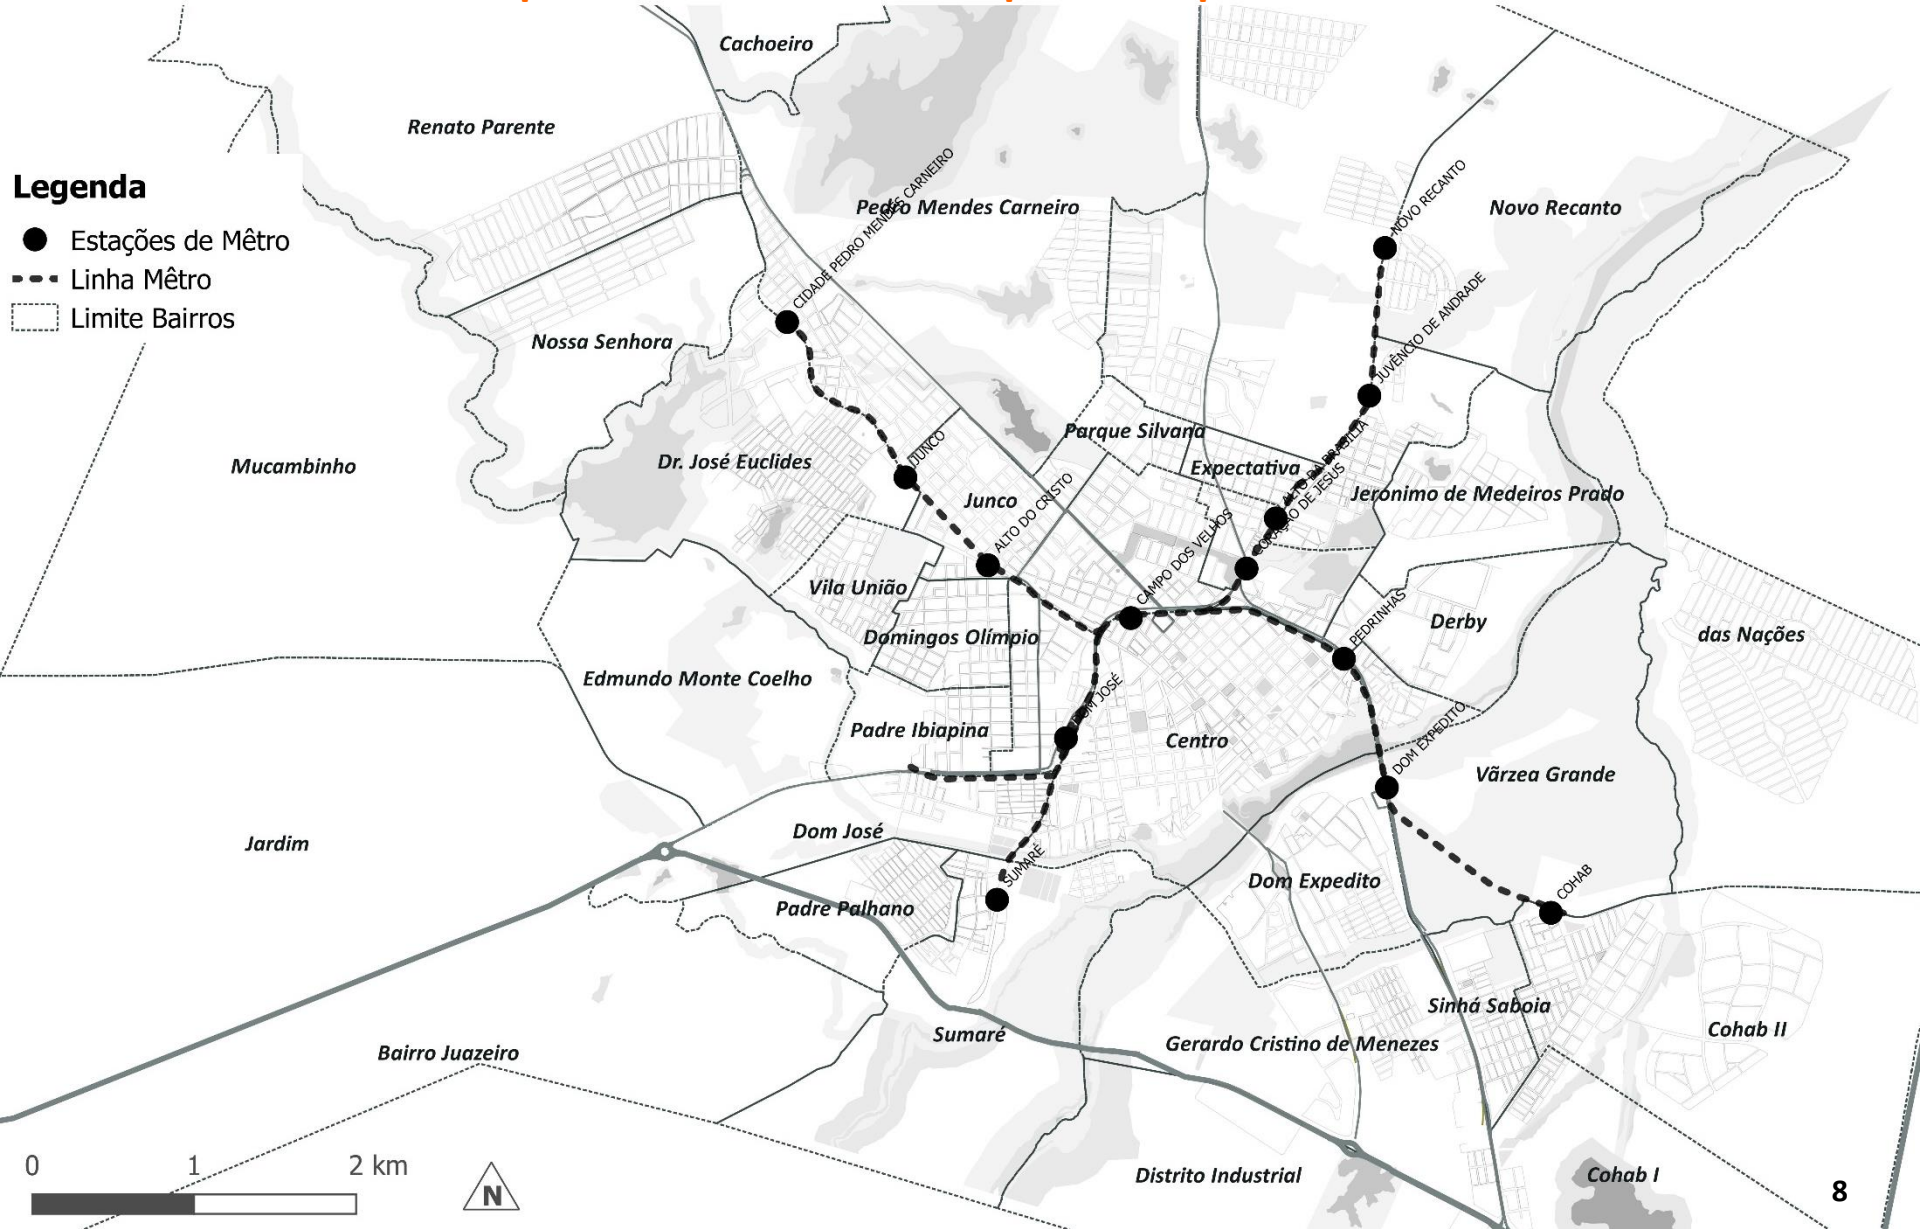 Cachoeiro
Renato Parente
Legenda
Estações de Mêtro
Linha Mêtro
Limite Bairros
CIDADE PEDRO MENDES CARNEIRO
Pedro Mendes Carneiro
NOVO RECANTO
Novo Recanto
JUVÊNCIO DE ANDRADE
Nossa Senhora
Parque Silvana
Mucambinho
Dr. José Euclides
JUNCO
Junco
ALTO DO CRISTO
Expectativa
ALTO DA BRASÍLIA
CORAÇÃO DE JESUS
Jerônimo de Medeiros Prado
CAMPO DOS VELHOS
Vila União
Domingos Olímpio
PEDRINHAS
Derby
das Nações
Edmundo Monte Coelho
DOM JOSÉ
Padre Ibiapina
Centro
DOM EXPEDITO
Vãrzea Grande
Jardim
Dom José
SUMARÉ
Dom Expedito
COHAB
Padre Palhano
Sinhá Saboia
Sumaré
Gerardo Cristino de Menezes
Cohab II
Bairro Juazeiro
Distrito Industrial
Cohab I
0 1 2 km
N
8